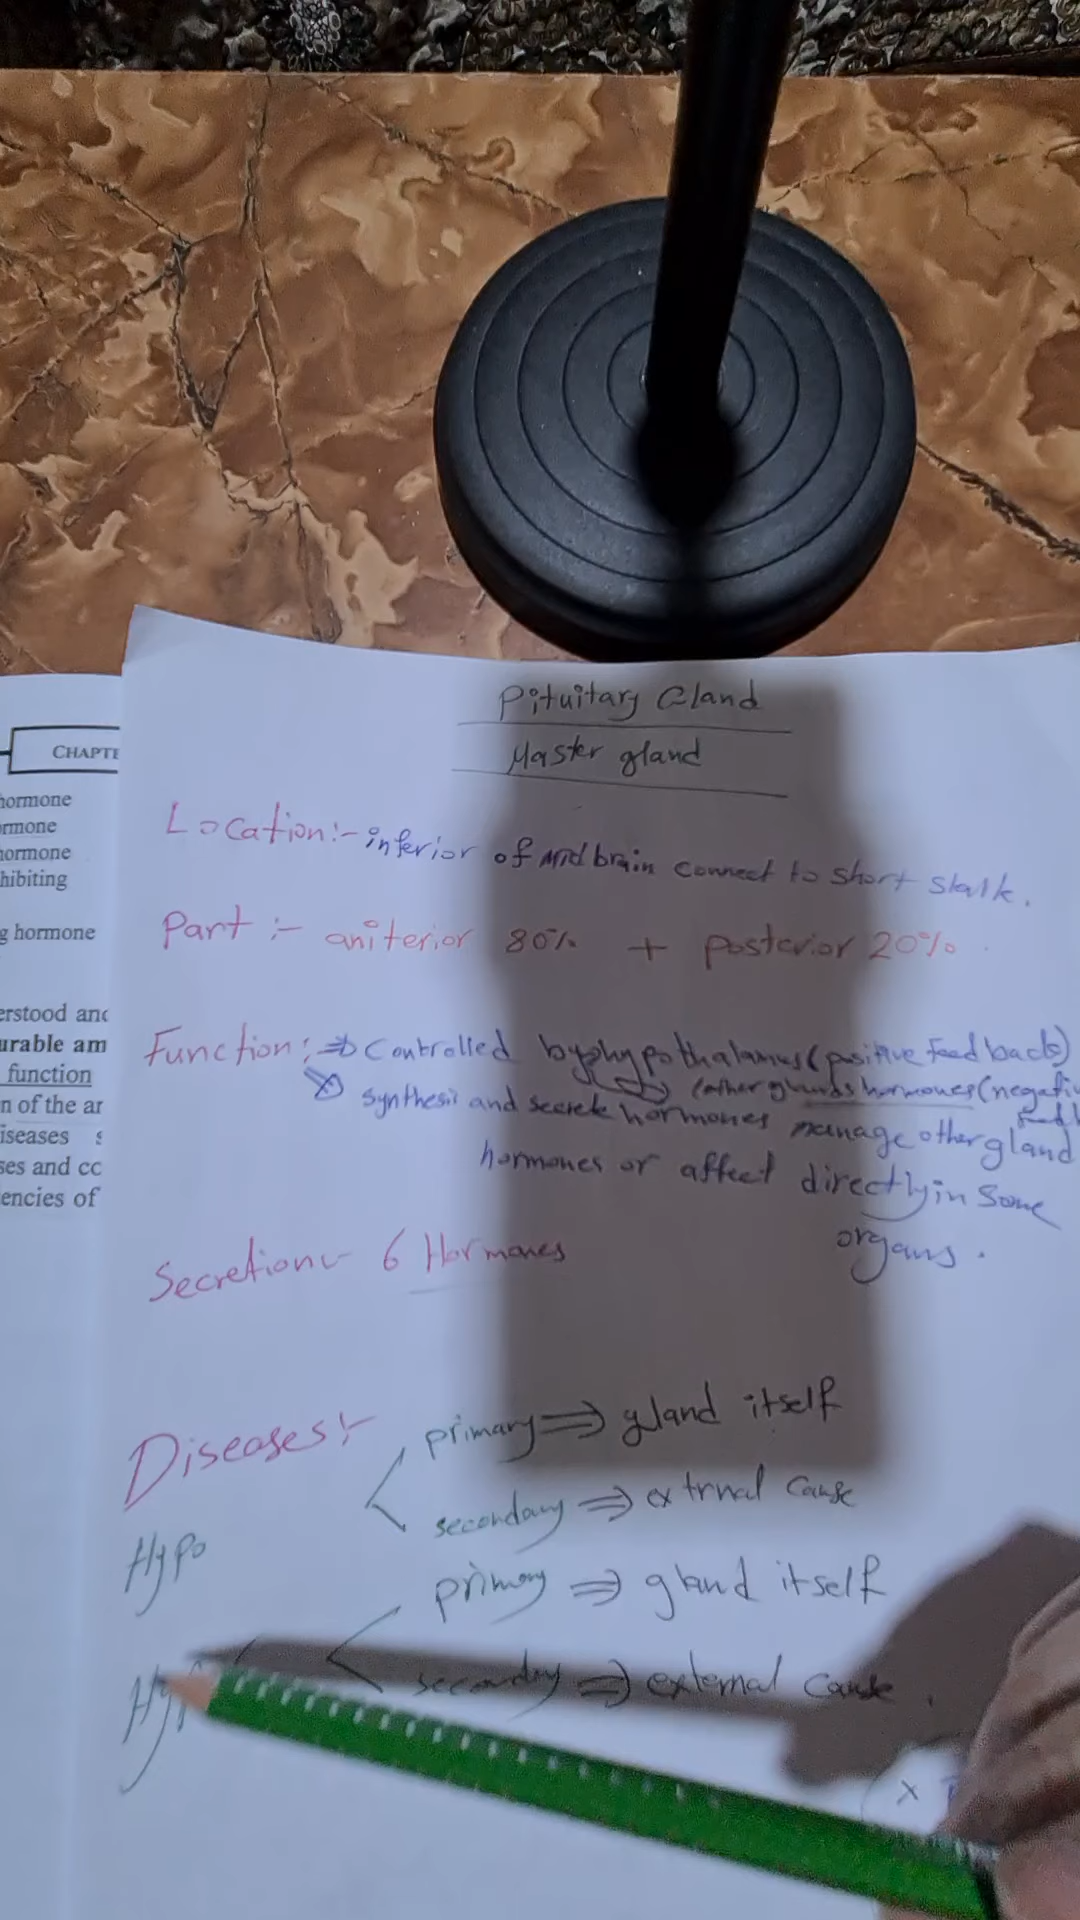 Pituitary Gland
Master gland
Location:- inferior of midbrain connect to short stalk.
Part :- aniterior 80% + posterior 20%
Function: ⇒ Controlled by hypothalamus (positive feed back)
(other glands hormones (negative
synthesis and secrete hormones manage other gland
hormones or affect directly in some
organs.
Secretion:- 6 Hormones
Diseases:-
primary ⇒ gland itself
secondary ⇒ extrnal cause
Hypo
primary ⇒ gland itself
secondary ⇒ external cause.
CHAPTE
hormone
rmone
hormone
hibiting
g hormone
erstood and
urable am
function
n of the ar
iseases
ses and co
encies of